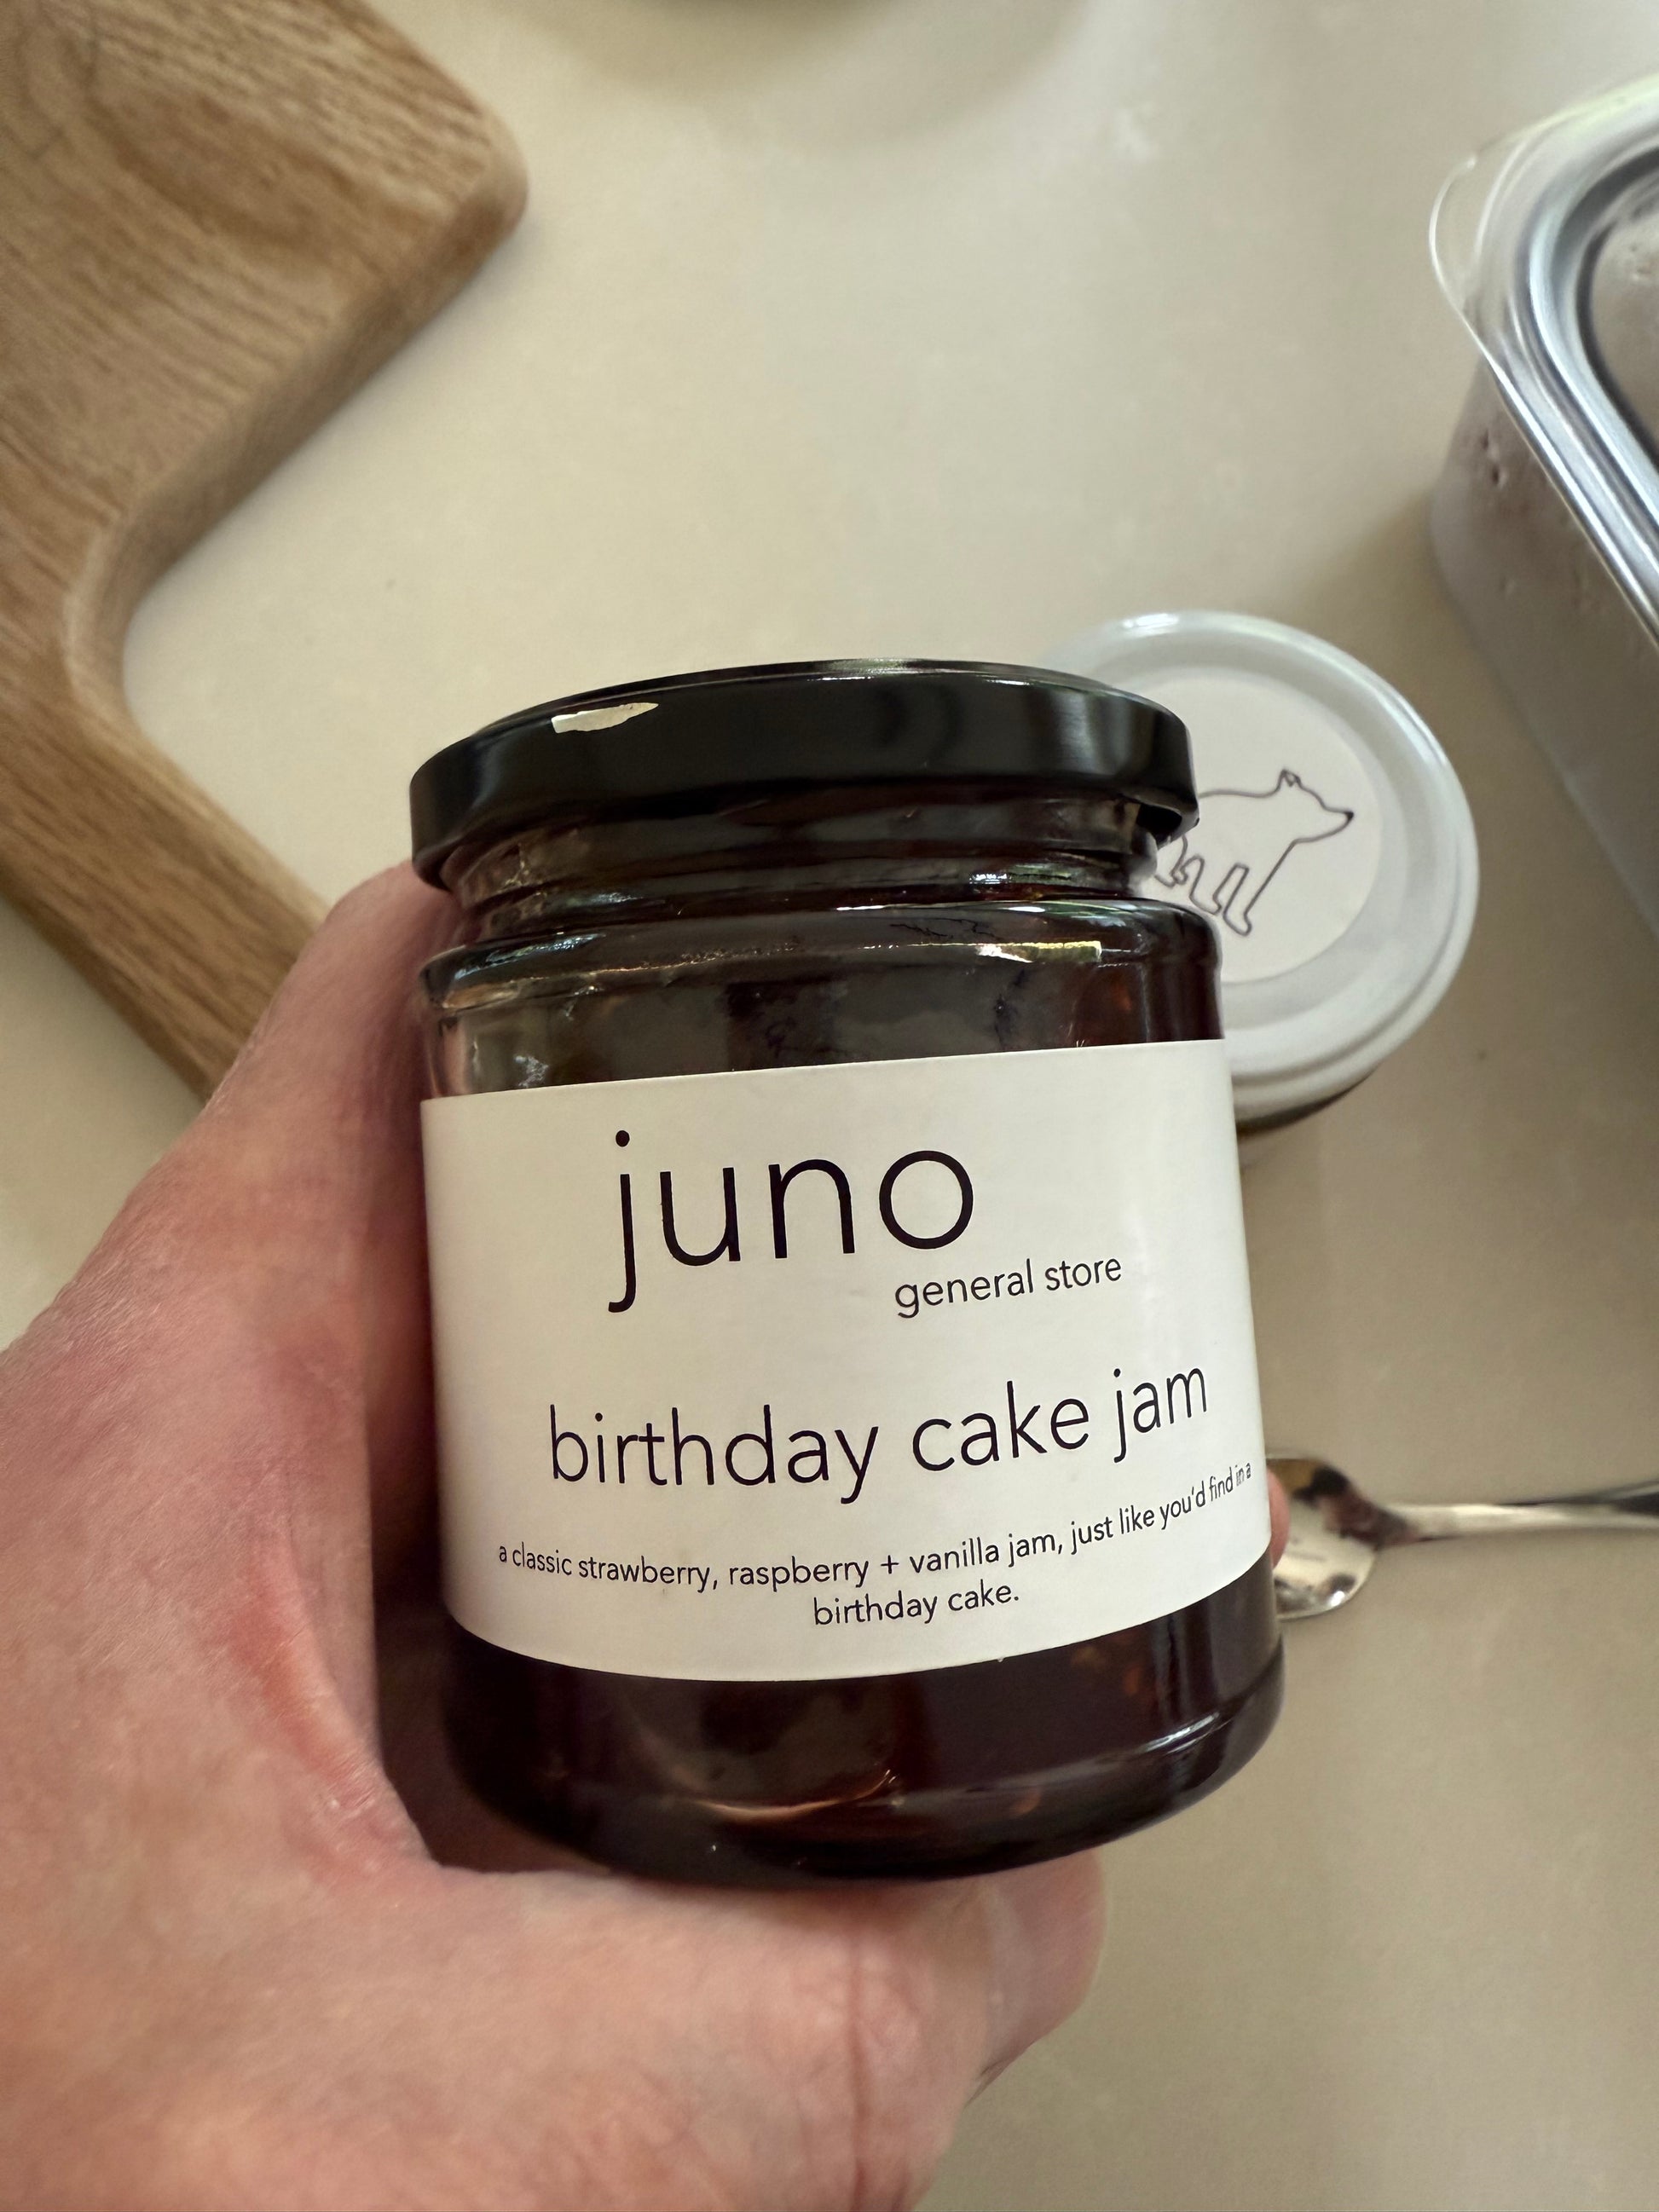 juno
general store
birthday cake jam
a classic strawberry, raspberry + vanilla jam, just like you'd find in a
birthday cake.